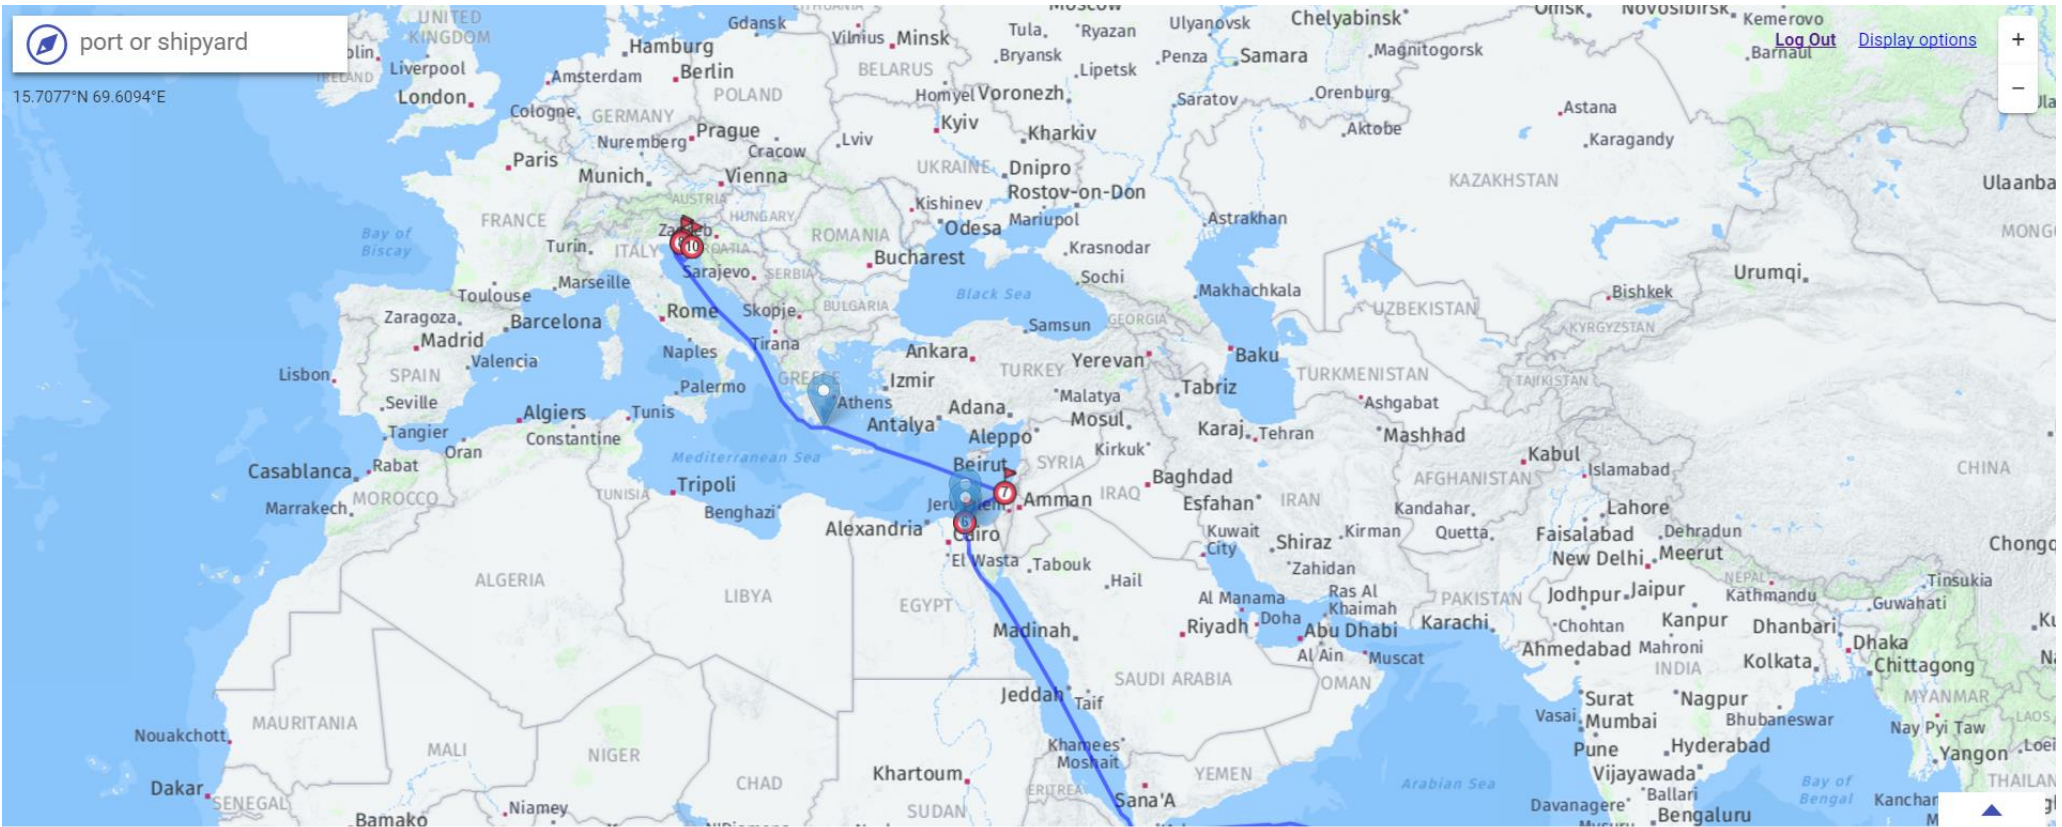 port or shipyard
15.7077°N 69.6094°E
Log Out
Display options
+
−
UNITED
KINGDOM
IRELAND
Liverpool
London
Gdansk
Hamburg
Amsterdam
Berlin
Cologne
GERMANY
POLAND
Nuremberg
Prague
Cracow
Paris
Munich
Vienna
AUSTRIA
HUNGARY
FRANCE
Bay of
Biscay
Turin
ITALY
Marseille
Toulouse
Sarajevo
SERBIA
ROMANIA
Bucharest
BULGARIA
Skopje
Rome
Tirana
Naples
Zaragoza
Barcelona
Madrid
Valencia
Lisbon
SPAIN
Seville
Palermo
GREECE
Athens
Algiers
Tunis
Constantine
Tangier
Oran
Casablanca
Rabat
Marrakech
MOROCCO
Mediterranean Sea
TUNISIA
Tripoli
Benghazi
Alexandria
ALGERIA
LIBYA
EGYPT
MAURITANIA
MALI
NIGER
CHAD
SUDAN
Khartoum
Nouakchott
Dakar
SENEGAL
Bamako
Niamey
Vilnius
Minsk
BELARUS
Homyel
Voronezh
Kyiv
Lviv
Kharkiv
UKRAINE
Dnipro
Rostov-on-Don
Kishinev
Odesa
Mariupol
Krasnodar
Sochi
Black Sea
Samsun
GEORGIA
Ankara
TURKEY
Yerevan
Izmir
Malatya
Adana
Antalya
Mosul
Aleppo
Kirkuk
Beirut
SYRIA
Baghdad
Amman
IRAQ
Cairo
El Wasta
Tabouk
Hail
Madinah
Jeddah
Taif
Khamees
Moshait
ERITREA
Sana'A
YEMEN
SAUDI ARABIA
Riyadh
Al Manama
Doha
Ras Al
Khaimah
Abu Dhabi
Al Ain
Muscat
OMAN
Kuwait
City
Shiraz
Zahidan
Kirman
Esfahan
IRAN
Tula
Ryazan
Bryansk
Lipetsk
Ulyanovsk
Penza
Samara
Saratov
Chelyabinsk
Magnitogorsk
Orenburg
Aktobe
Kemerovo
Barnaul
Astana
Karagandy
KAZAKHSTAN
Astrakhan
Makhachkala
Baku
Tabriz
Karaj
Tehran
UZBEKISTAN
TURKMENISTAN
Ashgabat
Mashhad
Bishkek
KYRGYZSTAN
TAJIKISTAN
Urumqi
AFGHANISTAN
Kabul
Islamabad
Kandahar
Quetta
Lahore
Faisalabad
Dehradun
New Delhi
Meerut
NEPAL
Kathmandu
PAKISTAN
Karachi
Jodhpur
Jaipur
Chohtan
Kanpur
Dhanbari
Ahmedabad
Mahroni
INDIA
Kolkata
Dhaka
Chittagong
Guwahati
Tinsukia
CHINA
Surat
Nagpur
Vasai
Mumbai
Bhubaneswar
Pune
Hyderabad
Vijayawada
Ballari
Davanagere
Bengaluru
Arabian Sea
Bay of
Bengal
MYANMAR
Nay Pyi Taw
Yangon
LAOS
6
7
10